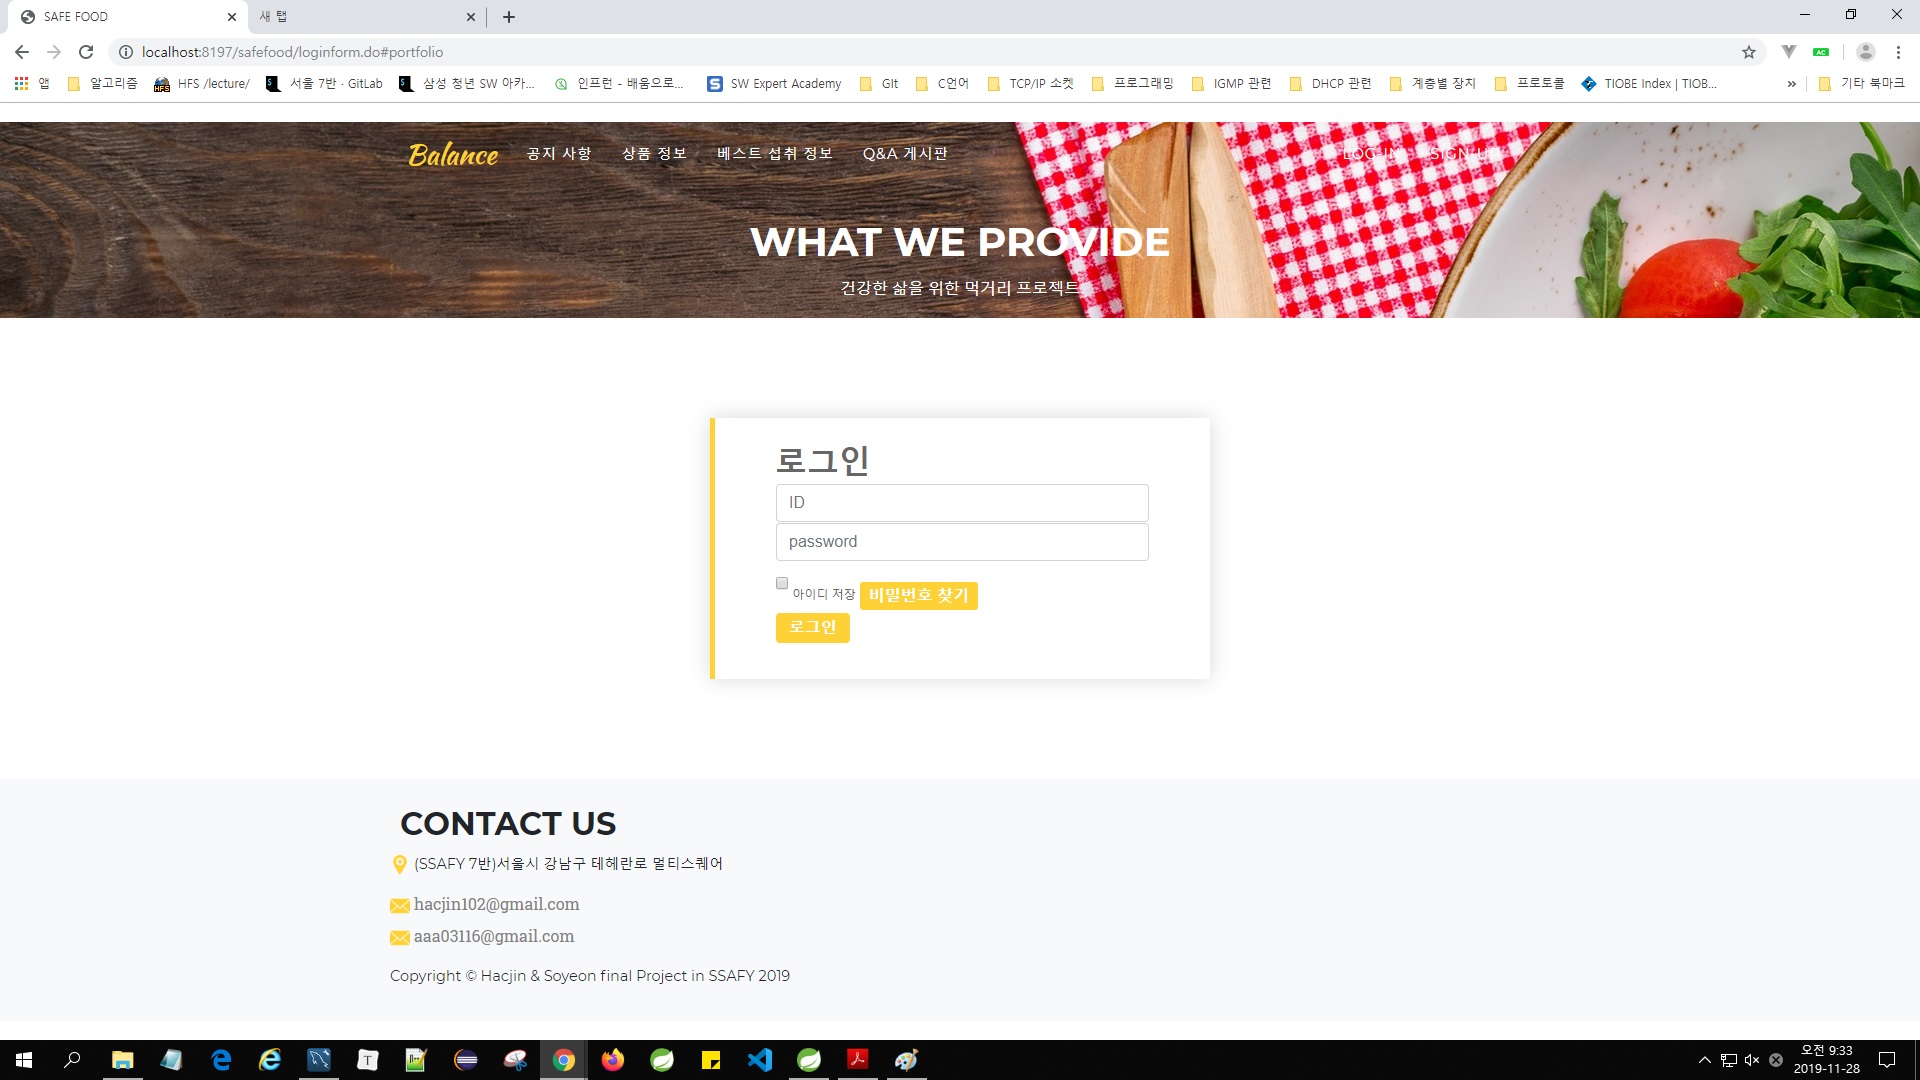 SAFE FOOD
새 탭
localhost:8197/safefood/loginform.do#portfolio
앱
알고리즘
HFS /lecture/
서울 7반 · GitLab
삼성 청년 SW 아카...
인프런 - 배움으로...
SW Expert Academy
GIt
C언어
TCP/IP 소켓
프로그래밍
IGMP 관련
DHCP 관련
계층별 장치
프로토콜
TIOBE Index | TIOB...
»
기타 북마크
Balance
공지 사항
상품 정보
베스트 섭취 정보
Q&A 게시판
LOG-IN
SIGN U
WHAT WE PROVIDE
건강한 삶을 위한 먹거리 프로젝트
로그인
ID
password
아이디 저장
비밀번호 찾기
로그인
CONTACT US
(SSAFY 7반)서울시 강남구 테헤란로 멀티스퀘어
hacjin102@gmail.com
aaa03116@gmail.com
Copyright © Hacjin & Soyeon final Project in SSAFY 2019
오전 9:33
2019-11-28